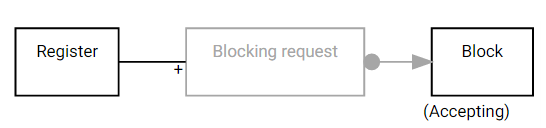 Register
Blocking request
Block
+
(Accepting)